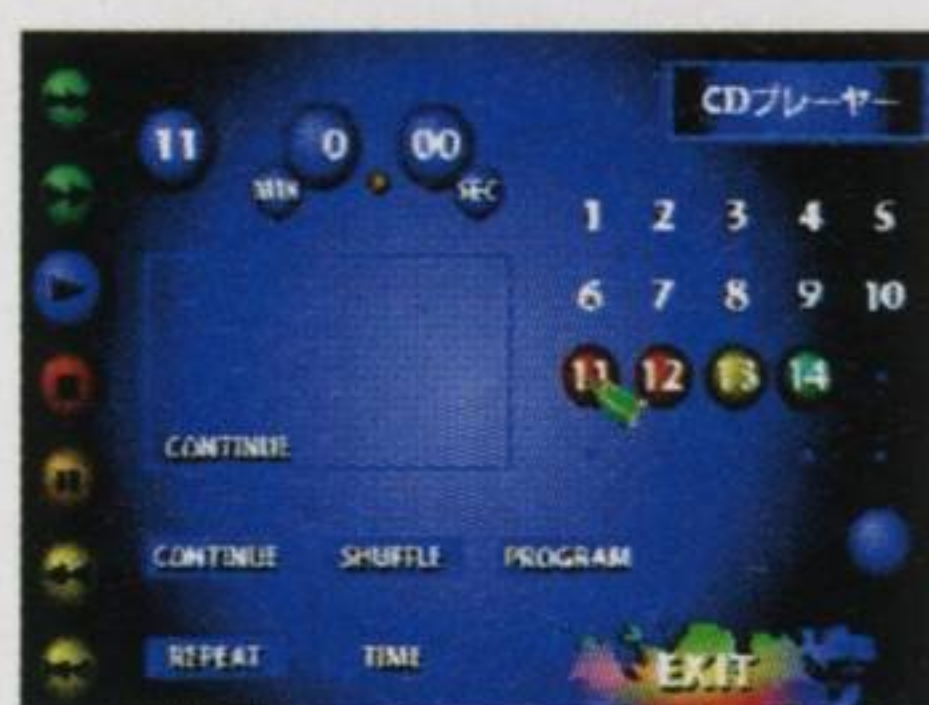 CDプレーヤー
11 0 00
MIN SEC
1 2 3 4 5
6 7 8 9 10
11 12 13 14
CONTINUE
CONTINUE SHUFFLE PROGRAM
REPEAT TIME
EXIT